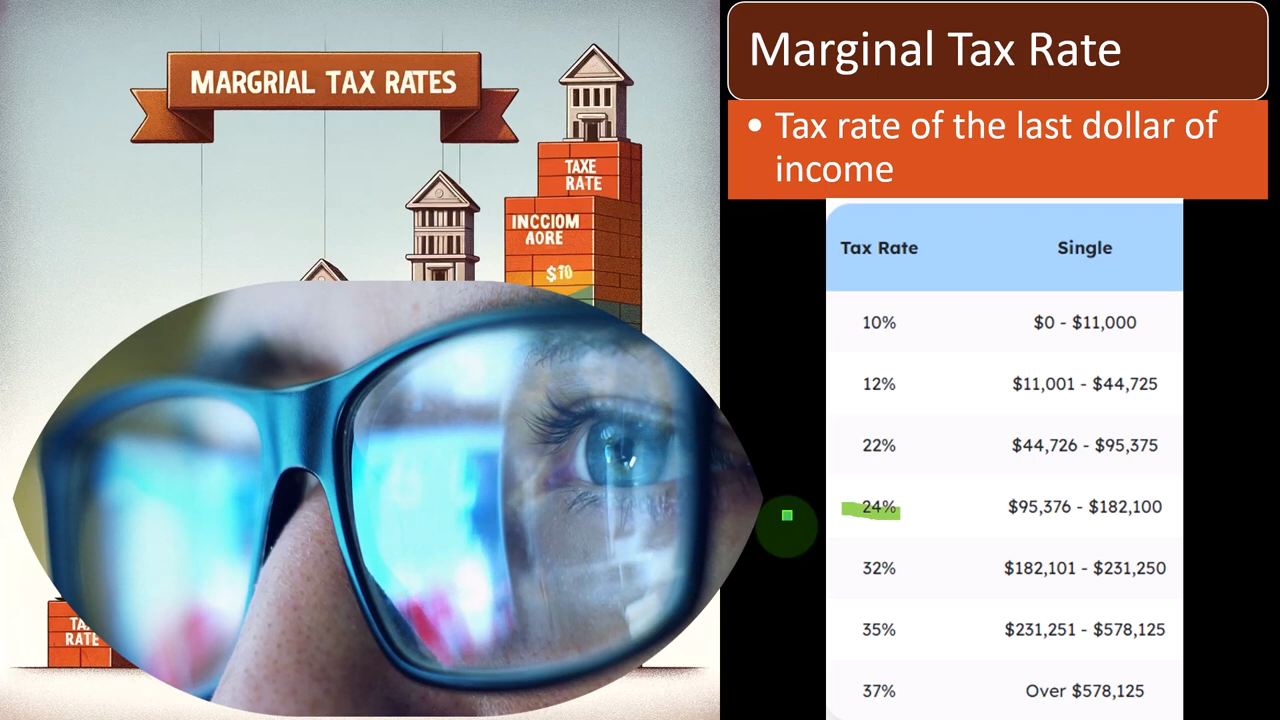 MARGRIAL TAX RATES
TAXE
RATE
INCCIOM
AORE
$10
TA
RATE
Marginal Tax Rate
• Tax rate of the last dollar of
income
Tax Rate Single
10% $0 - $11,000
12% $11,001 - $44,725
22% $44,726 - $95,375
24% $95,376 - $182,100
32% $182,101 - $231,250
35% $231,251 - $578,125
37% Over $578,125